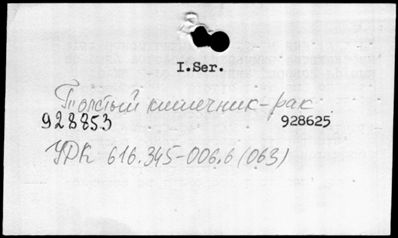 I.Ser.
Толстый кишечник-рак
928853 928625
УДК 616.345-006.6(063)